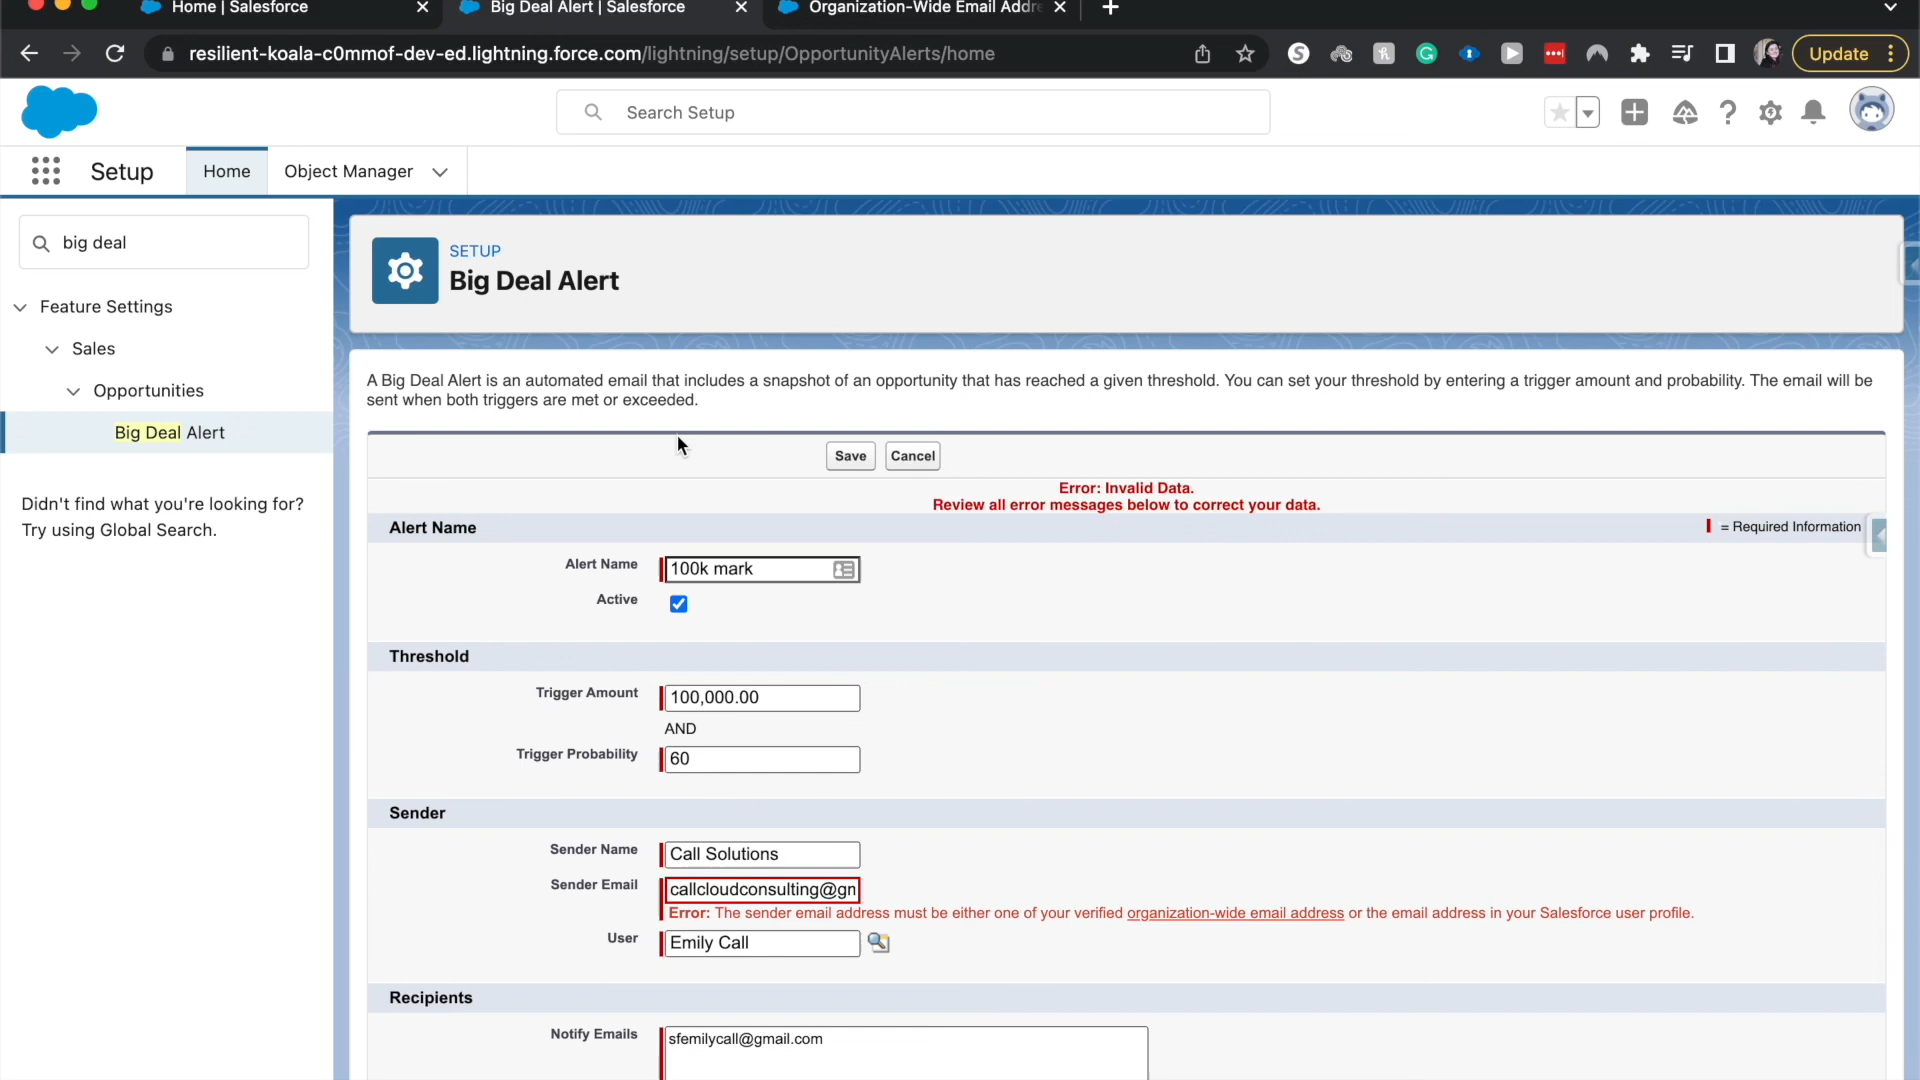 Home | Salesforce
Big Deal Alert | Salesforce
Organization-Wide Email Addre
resilient-koala-c0mmof-dev-ed.lightning.force.com/lightning/setup/OpportunityAlerts/home
Update
Search Setup
Setup
Home
Object Manager
big deal
Feature Settings
Sales
Opportunities
Big Deal Alert
Didn't find what you're looking for?
Try using Global Search.
SETUP
Big Deal Alert
A Big Deal Alert is an automated email that includes a snapshot of an opportunity that has reached a given threshold. You can set your threshold by entering a trigger amount and probability. The email will be
sent when both triggers are met or exceeded.
Save
Cancel
Error: Invalid Data.
Review all error messages below to correct your data.
Alert Name
= Required Information
Alert Name
100k mark
Active
Threshold
Trigger Amount
100,000.00
AND
Trigger Probability
60
Sender
Sender Name
Call Solutions
Sender Email
callcloudconsulting@gn
Error: The sender email address must be either one of your verified organization-wide email address or the email address in your Salesforce user profile.
User
Emily Call
Recipients
Notify Emails
sfemilycall@gmail.com